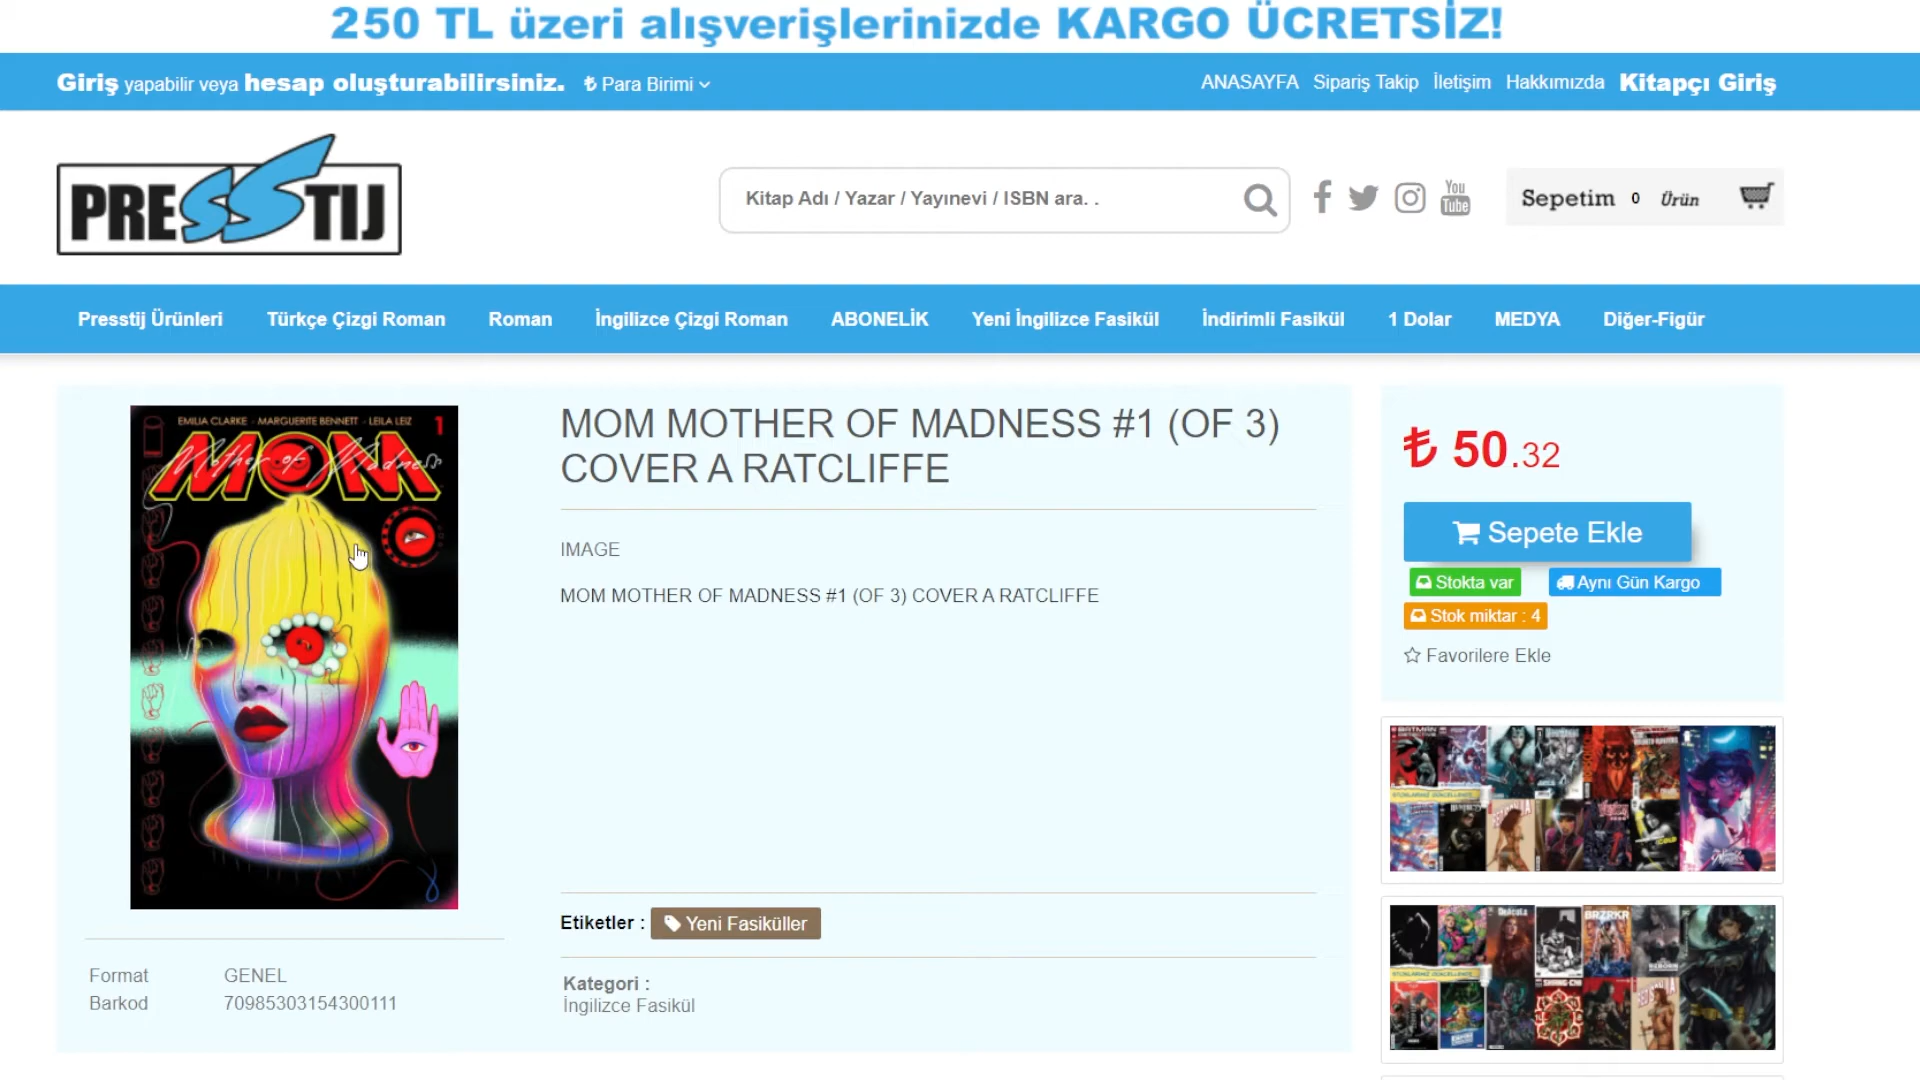 250 TL üzeri alışverişlerinizde KARGO ÜCRETSİZ!
Giriş yapabilir veya hesap oluşturabilirsiniz. ₺ Para Birimi
ANASAYFA Sipariş Takip İletişim Hakkımızda Kitapçı Giriş
PRESSTIJ
Kitap Adı / Yazar / Yayınevi / ISBN ara. .
You Tube
Sepetim 0 Ürün
Presstij Ürünleri Türkçe Çizgi Roman Roman İngilizce Çizgi Roman ABONELİK Yeni İngilizce Fasikül İndirimli Fasikül 1 Dolar MEDYA Diğer-Figür
EMILIA CLARKE - MARGUERITE BENNETT - LEILA LEIZ 1
MOM
Mother of Madness
MOM MOTHER OF MADNESS #1 (OF 3)
COVER A RATCLIFFE
IMAGE
MOM MOTHER OF MADNESS #1 (OF 3) COVER A RATCLIFFE
Etiketler : Yeni Fasiküller
Kategori :
İngilizce Fasikül
Format GENEL
Barkod 70985303154300111
₺ 50.32
Sepete Ekle
Stokta var Aynı Gün Kargo
Stok miktar : 4
Favorilere Ekle
BATMAN
Dracula
BRZRKR
SHANG-CHI